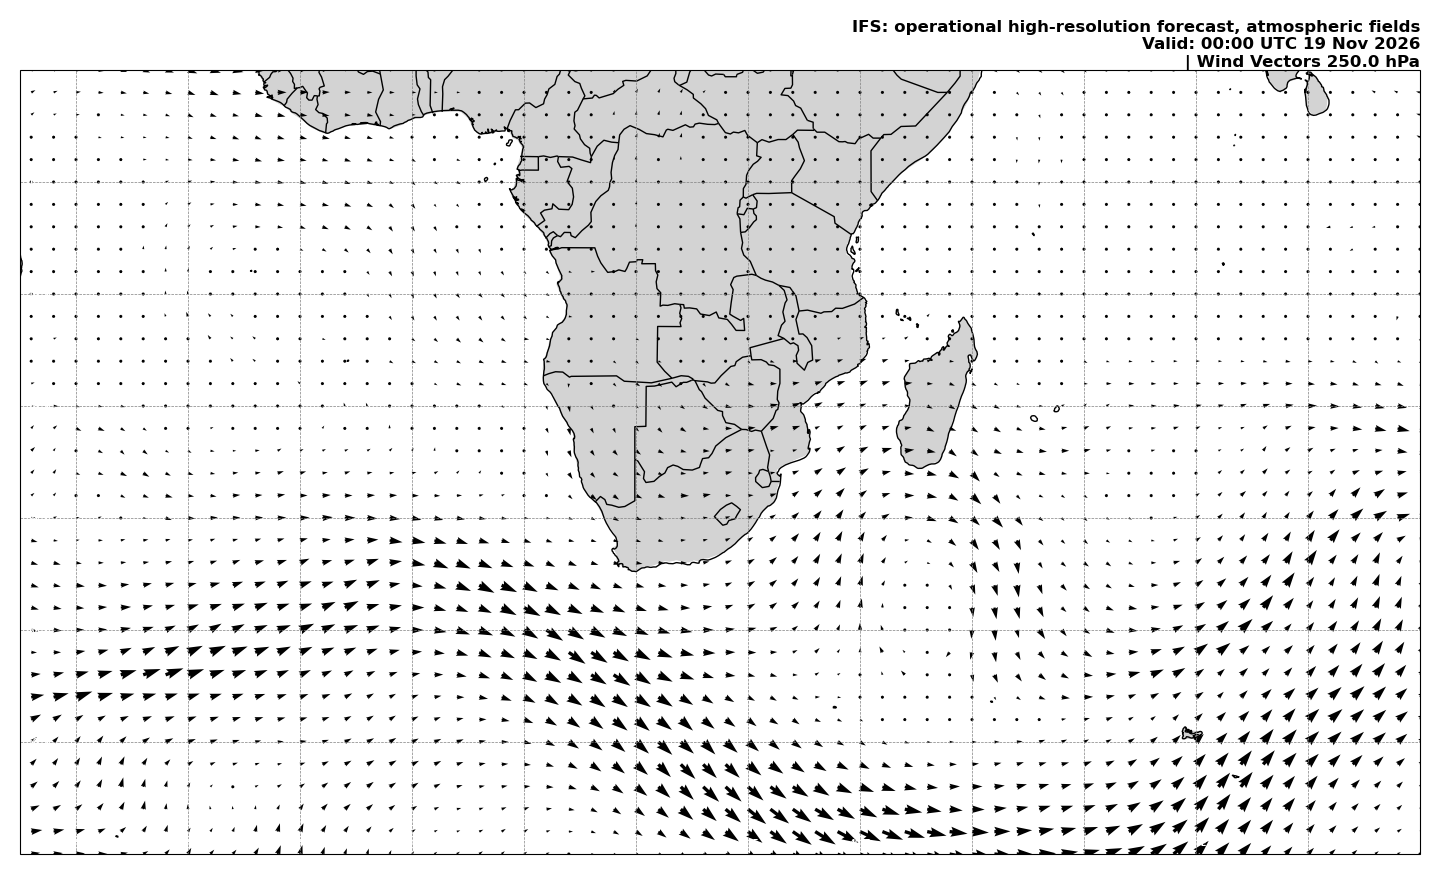 IFS: operational high-resolution forecast, atmospheric fields
Valid: 00:00 UTC 19 Nov 2026
| Wind Vectors 250.0 hPa